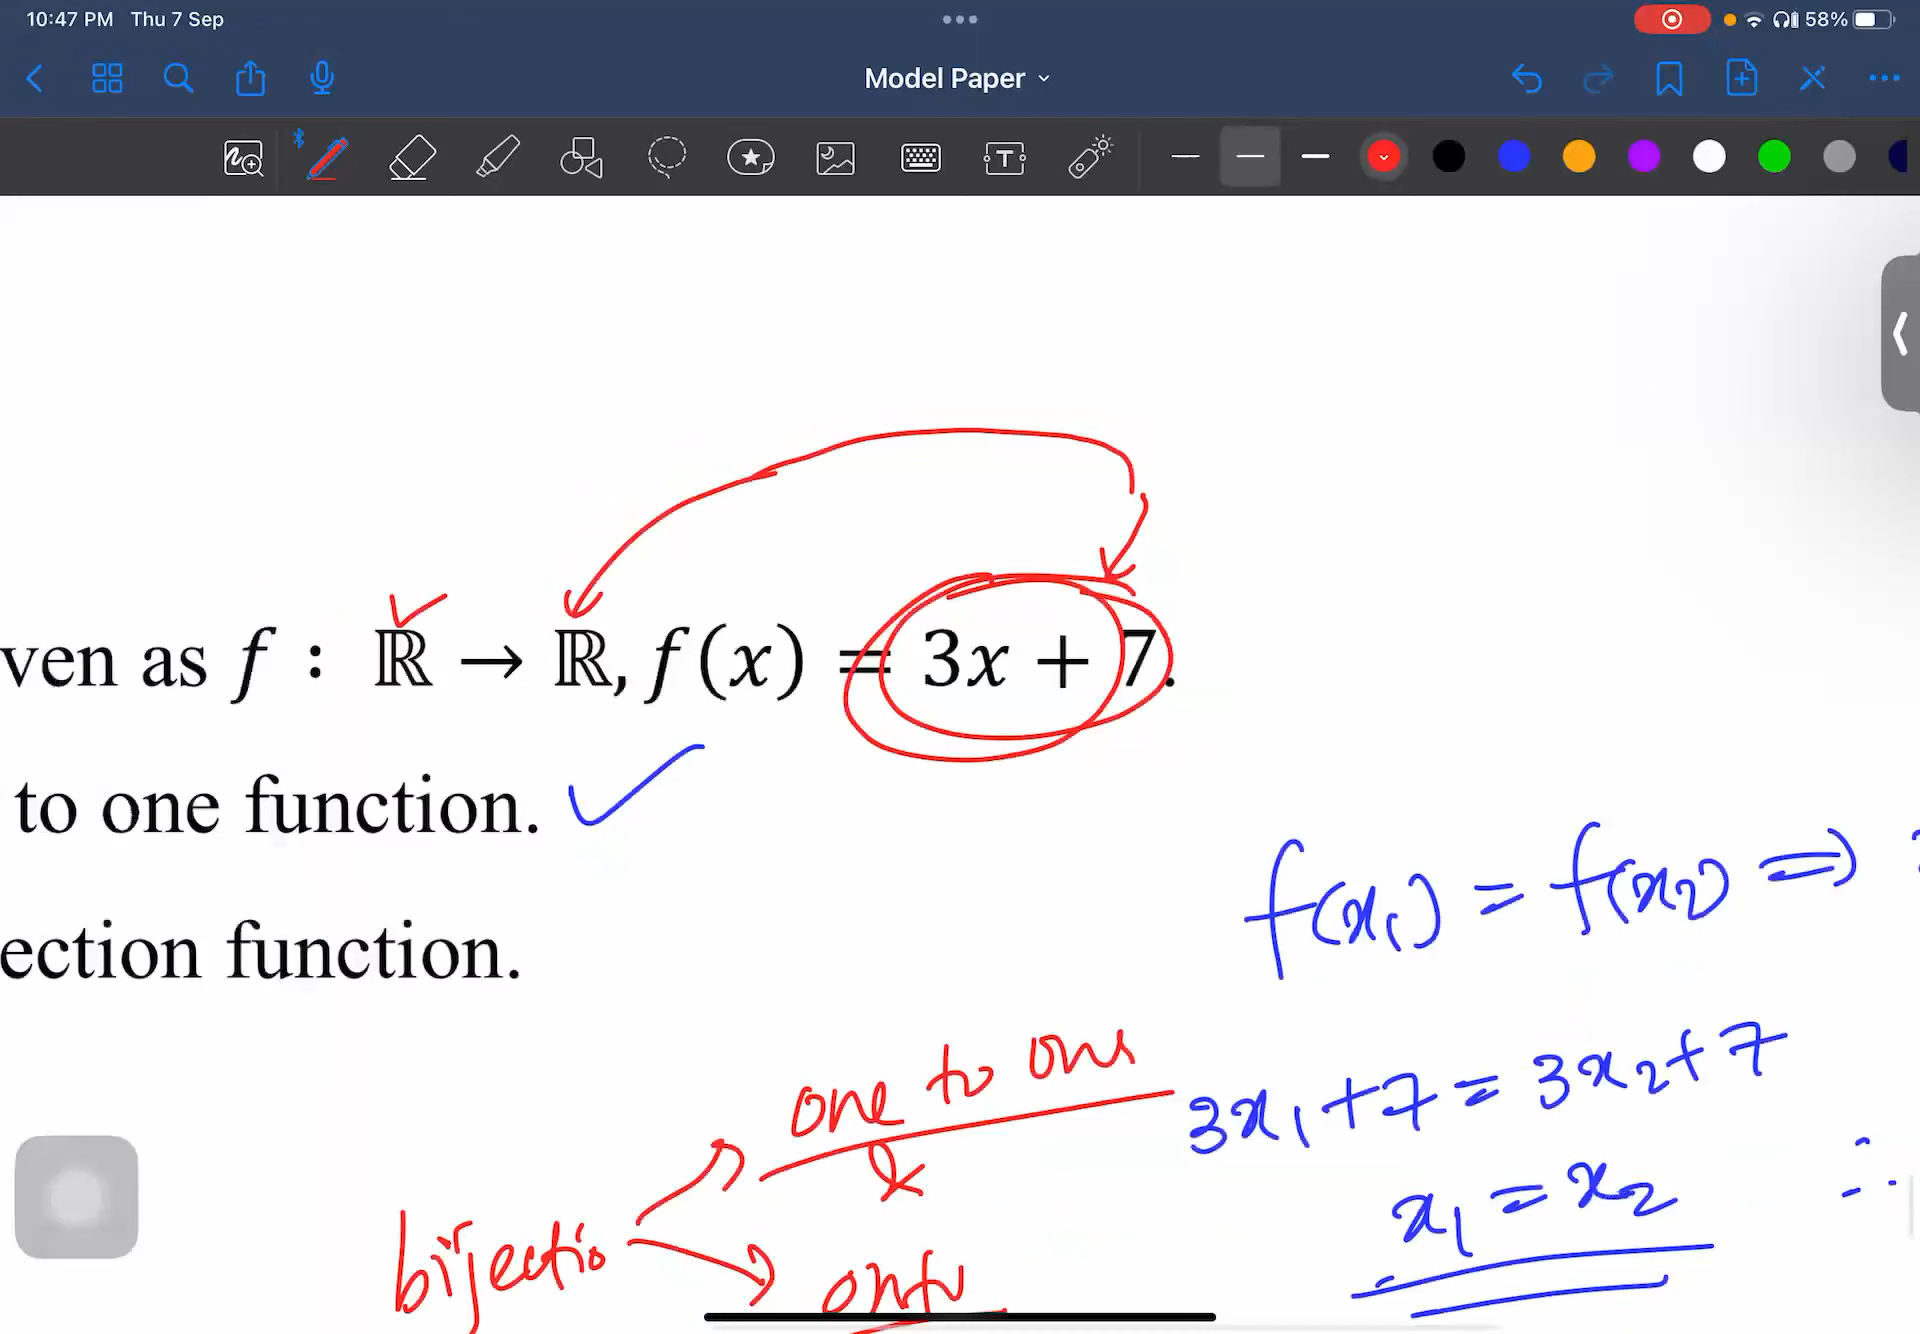 10:47 PM Thu 7 Sep
58%
Model Paper
T
ven as f : ℝ → ℝ, f(x) = 3x + 7.
to one function.
f(x₁) = f(x₂) ⇒
ection function.
one to one
3x₁+7 = 3x₂+7
&
x₁ = x₂
∴
bijectio
onto